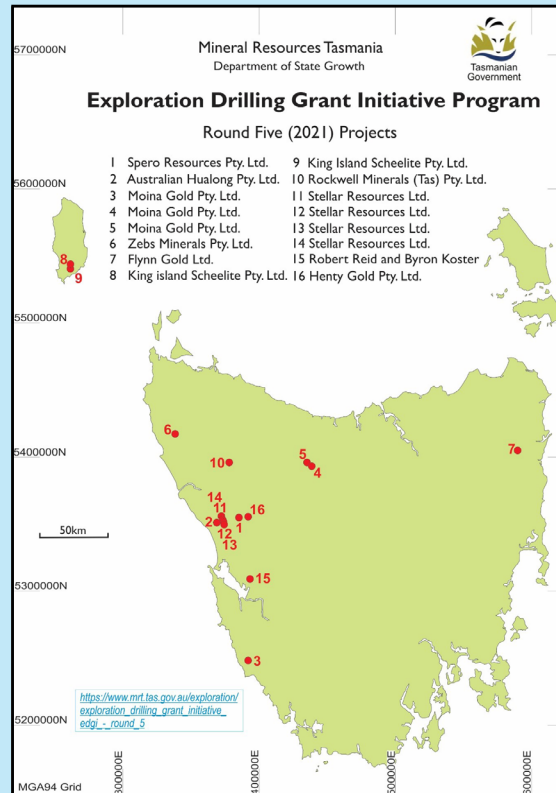 5700000N
Mineral Resources Tasmania
Department of State Growth
Tasmanian
Government
Exploration Drilling Grant Initiative Program
Round Five (2021) Projects
1 Spero Resources Pty. Ltd.
2 Australian Hualong Pty. Ltd.
3 Moina Gold Pty. Ltd.
4 Moina Gold Pty. Ltd.
5 Moina Gold Pty. Ltd.
6 Zebs Minerals Pty. Ltd.
7 Flynn Gold Ltd.
8 King island Scheelite Pty. Ltd.
9 King Island Scheelite Pty. Ltd.
10 Rockwell Minerals (Tas) Pty. Ltd.
11 Stellar Resources Ltd.
12 Stellar Resources Ltd.
13 Stellar Resources Ltd.
14 Stellar Resources Ltd.
15 Robert Reid and Byron Koster
16 Henty Gold Pty. Ltd.
5600000N
8
9
5500000N
6
5400000N
10
5
4
7
14
11
16
2
1
12
13
50km
15
5300000N
3
https://www.mrt.tas.gov.au/exploration/
exploration_drilling_grant_initiative_
edgi_-_round_5
5200000N
MGA94 Grid